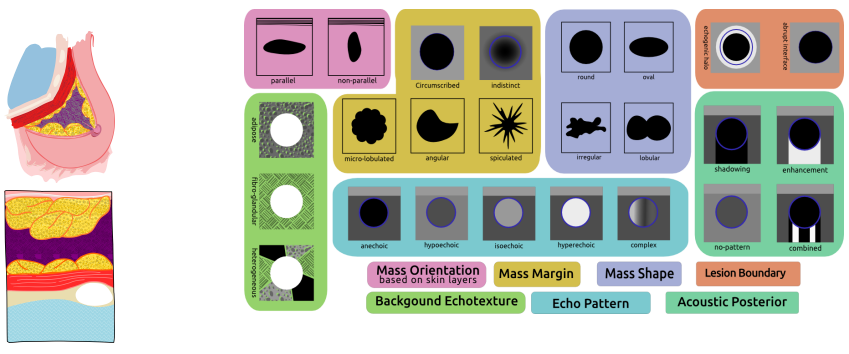 parallel
non-parallel
Circumscribed
indistinct
round
oval
echogenic halo
abrupt interface
adipose
micro-lobulated
angular
spiculated
irregular
lobular
shadowing
enhancement
fibro-glandular
anechoic
hypoechoic
isoechoic
hyperechoic
complex
no-pattern
combined
heterogeneous
Mass Orientation
based on skin layers
Mass Margin
Mass Shape
Lesion Boundary
Backgound Echotexture
Echo Pattern
Acoustic Posterior